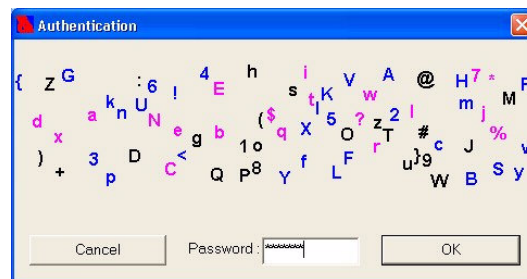 Authentication
{ Z G : 6 ! 4 E h s i t K V w A @ H 7 * M F
d x a k n U N e g b ( $ q X l 5 O ? r z T 2 l # c m j J %
) + 3 p D C < Q 1 o P 8 Y f L F u } 9 W B S y v
Cancel Password : ******* OK